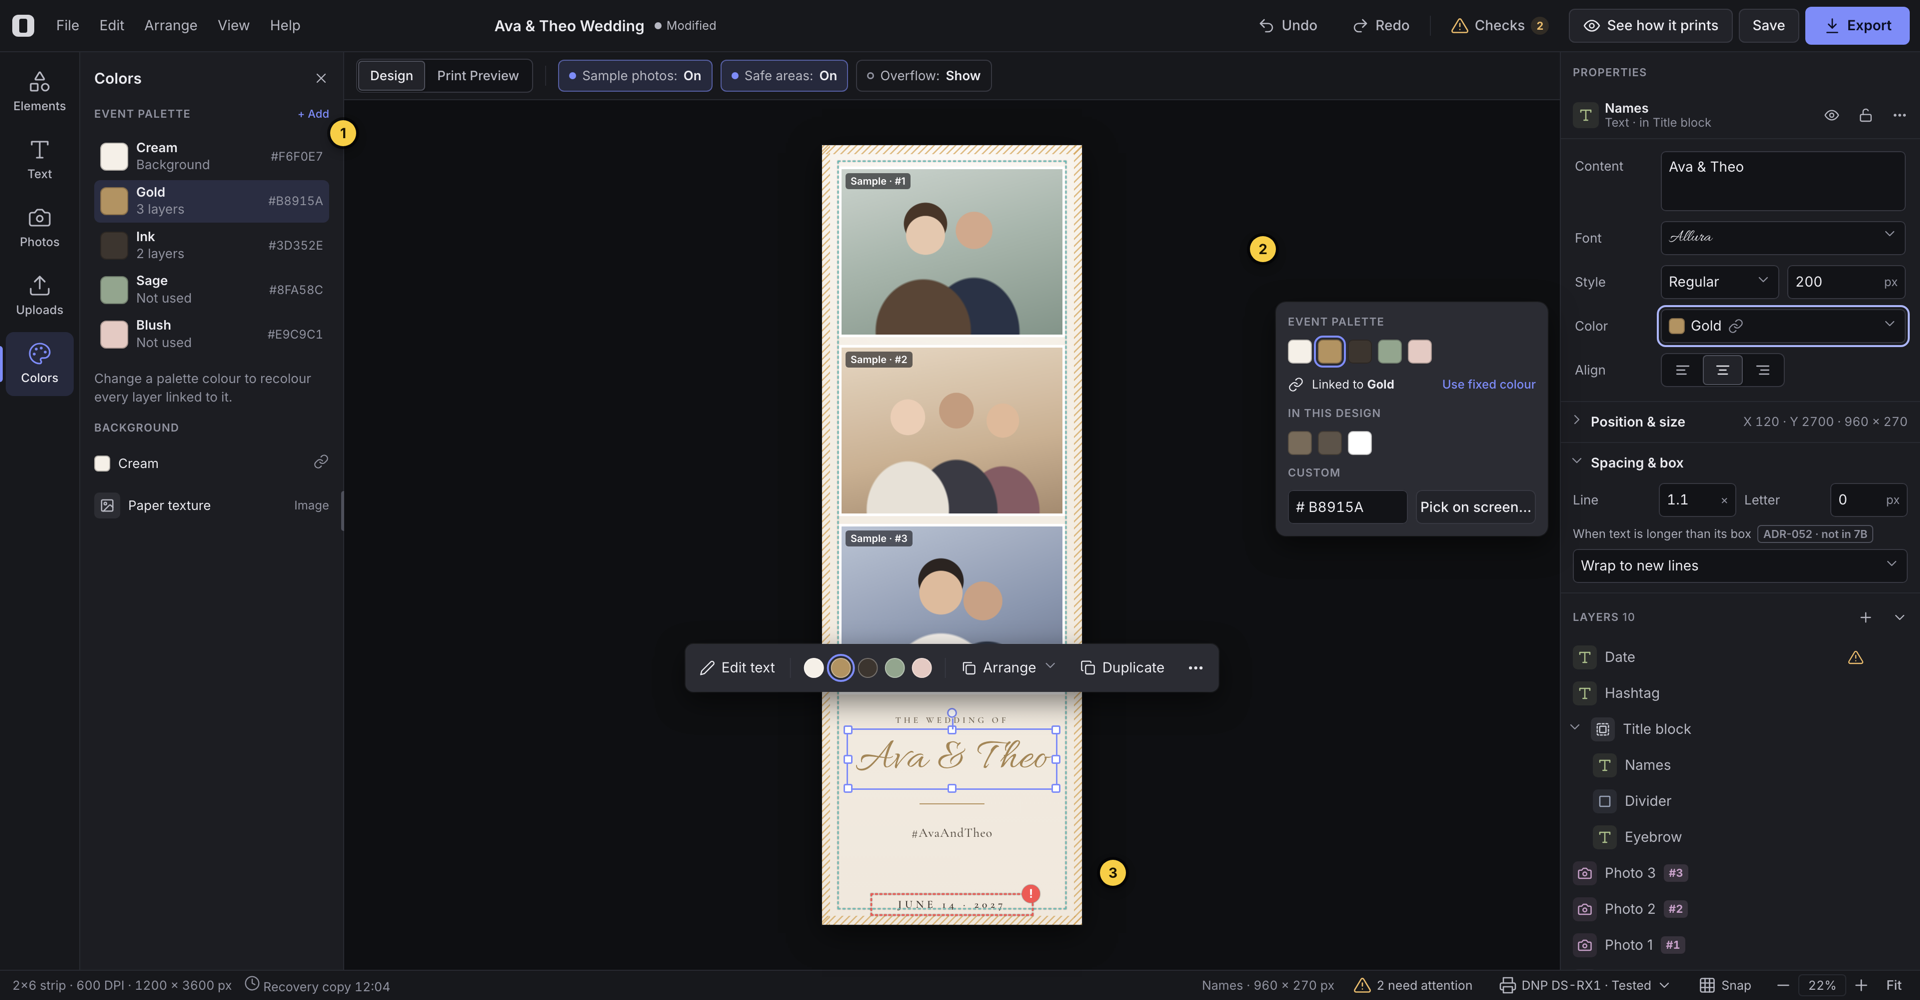 File Edit Arrange View Help
Ava & Theo Wedding Modified
Undo Redo Checks 2 See how it prints Save Export
Elements
Text
Photos
Uploads
Colors
Colors
EVENT PALETTE + Add
Cream
Background
#F6F0E7
Gold
3 layers
#B8915A
Ink
2 layers
#3D352E
Sage
Not used
#8FA58C
Blush
Not used
#E9C9C1
Change a palette colour to recolour
every layer linked to it.
BACKGROUND
Cream
Paper texture Image
Design Print Preview Sample photos: On Safe areas: On Overflow: Show
1
2
3
Sample · #1
Sample · #2
Sample · #3
Edit text Arrange Duplicate
THE WEDDING OF
Ava & Theo
#AvaAndTheo
JUNE 14 · 2027
!
EVENT PALETTE
Linked to Gold Use fixed colour
IN THIS DESIGN
CUSTOM
# B8915A Pick on screen...
PROPERTIES
Names
Text · in Title block
Content Ava & Theo
Font Allura
Style Regular 200 px
Color Gold
Align
Position & size X 120 · Y 2700 · 960 × 270
Spacing & box
Line 1.1 × Letter 0 px
When text is longer than its box ADR-052 · not in 7B
Wrap to new lines
LAYERS 10
Date
Hashtag
Title block
Names
Divider
Eyebrow
Photo 3 #3
Photo 2 #2
Photo 1 #1
2×6 strip · 600 DPI · 1200 × 3600 px Recovery copy 12:04
Names · 960 × 270 px 2 need attention DNP DS-RX1 · Tested Snap 22% Fit